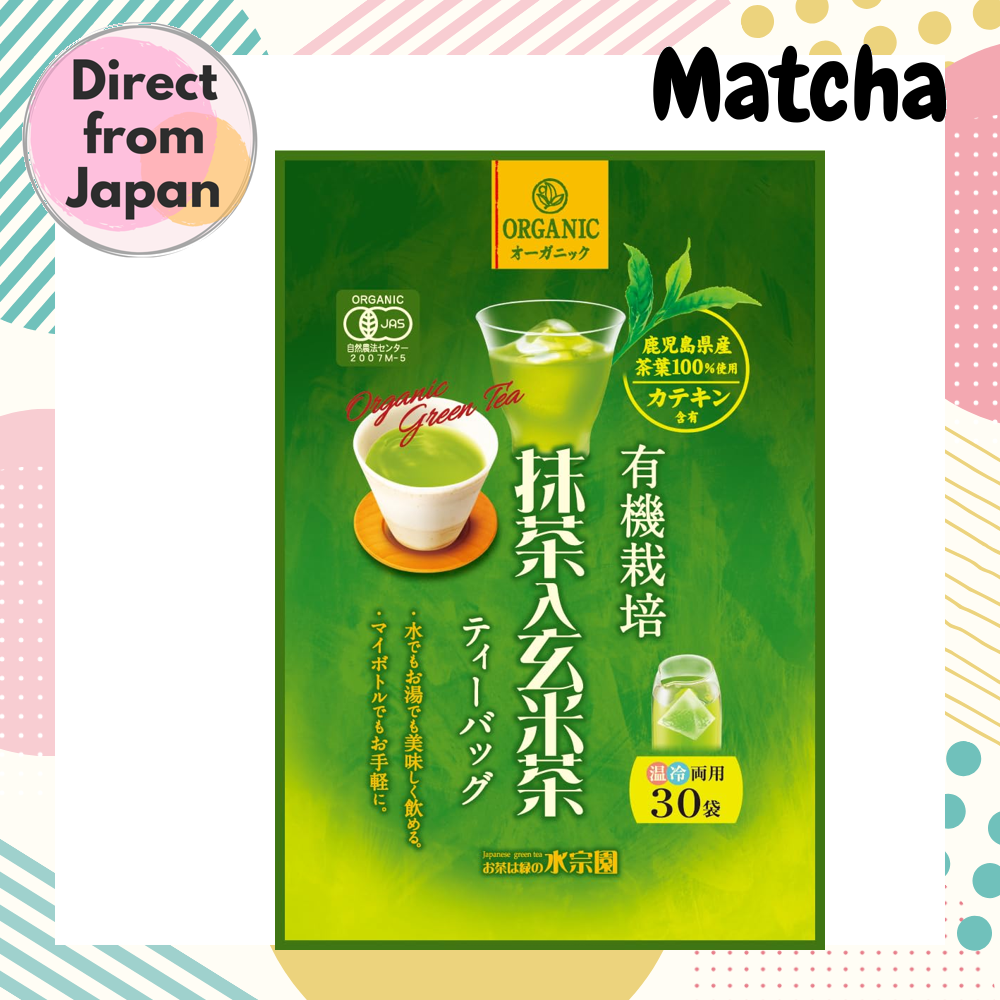 Direct
from
Japan
Matcha
ORGANIC
オーガニック
ORGANIC
JAS
自然農法センター
2007M-5
鹿児島県産
茶葉100%使用
カテキン
含有
Organic
Green Tea
有機栽培
抹茶入玄米茶
ティーバッグ
・水でもお湯でも美味しく飲める。
・マイボトルでもお手軽に。
温冷両用
30袋
Japanese green tea
お茶は緑の水宗園